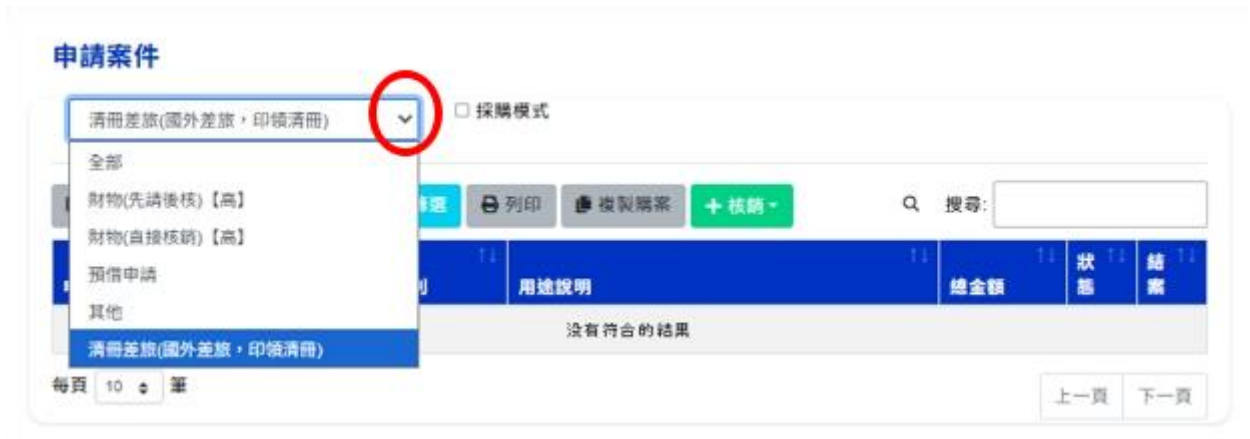 申請案件
清冊差旅(國外差旅，印領清冊)
採購模式
全部
財物(先請後核)【高】
財物(直接核銷)【高】
預借申請
其他
清冊差旅(國外差旅，印領清冊)
列印
複製購案
+ 核銷
搜尋:
用途說明
總金額
狀態
結案
沒有符合的結果
每頁 10 筆
上一頁 下一頁